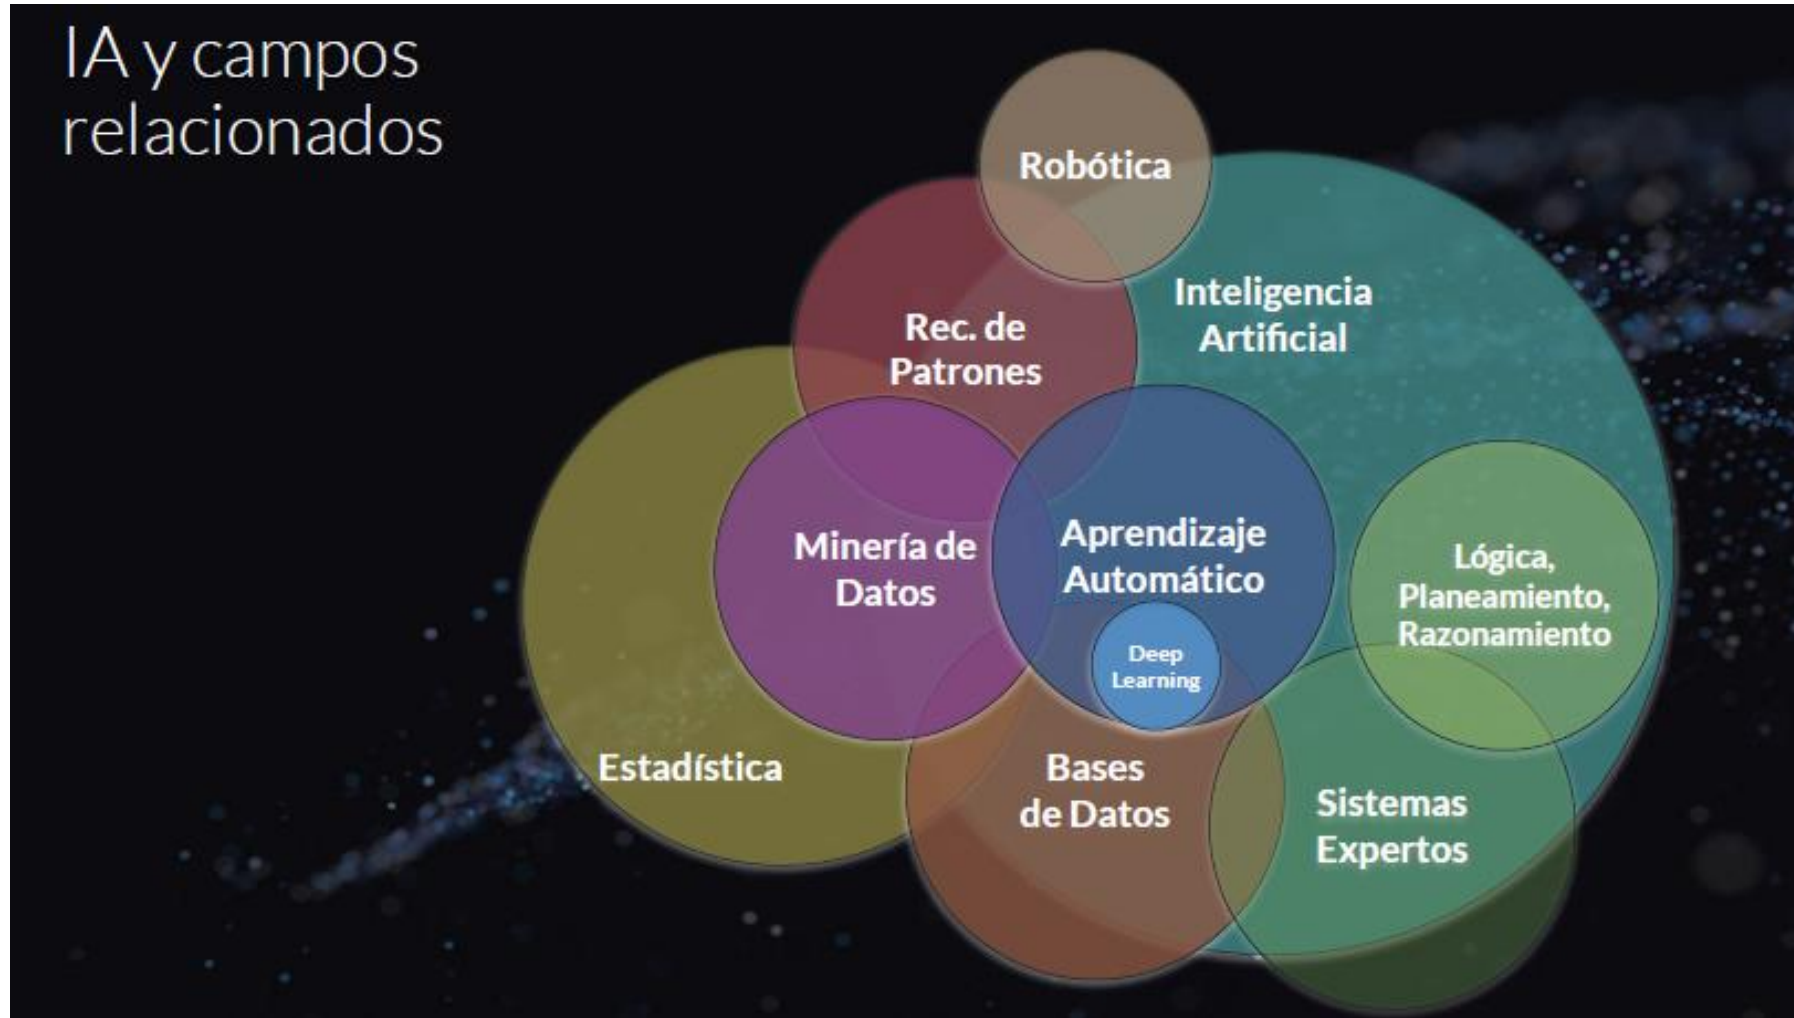 IA y campos
relacionados
Robótica
Inteligencia
Artificial
Rec. de
Patrones
Minería de
Datos
Aprendizaje
Automático
Lógica,
Planeamiento,
Razonamiento
Deep
Learning
Estadística
Bases
de Datos
Sistemas
Expertos